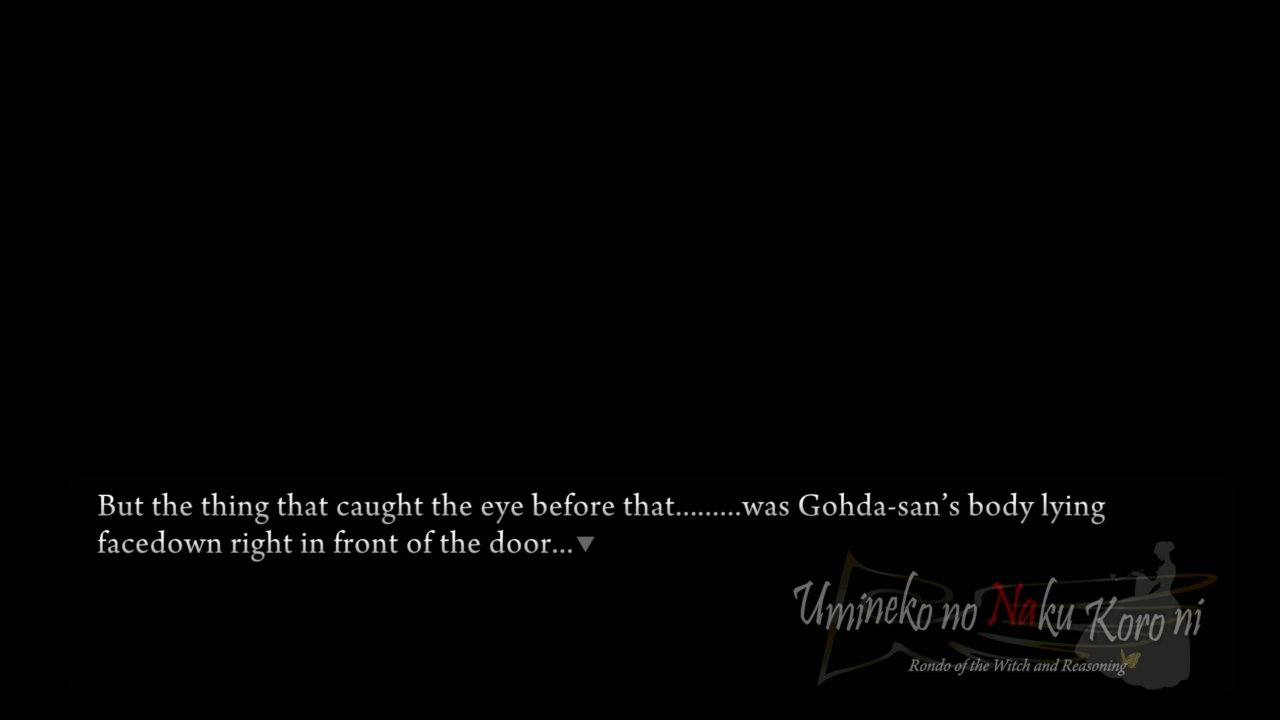 But the thing that caught the eye before that.........was Gohda-san’s body lying
facedown right in front of the door...
Umineko no Naku Koro ni
Rondo of the Witch and Reasoning